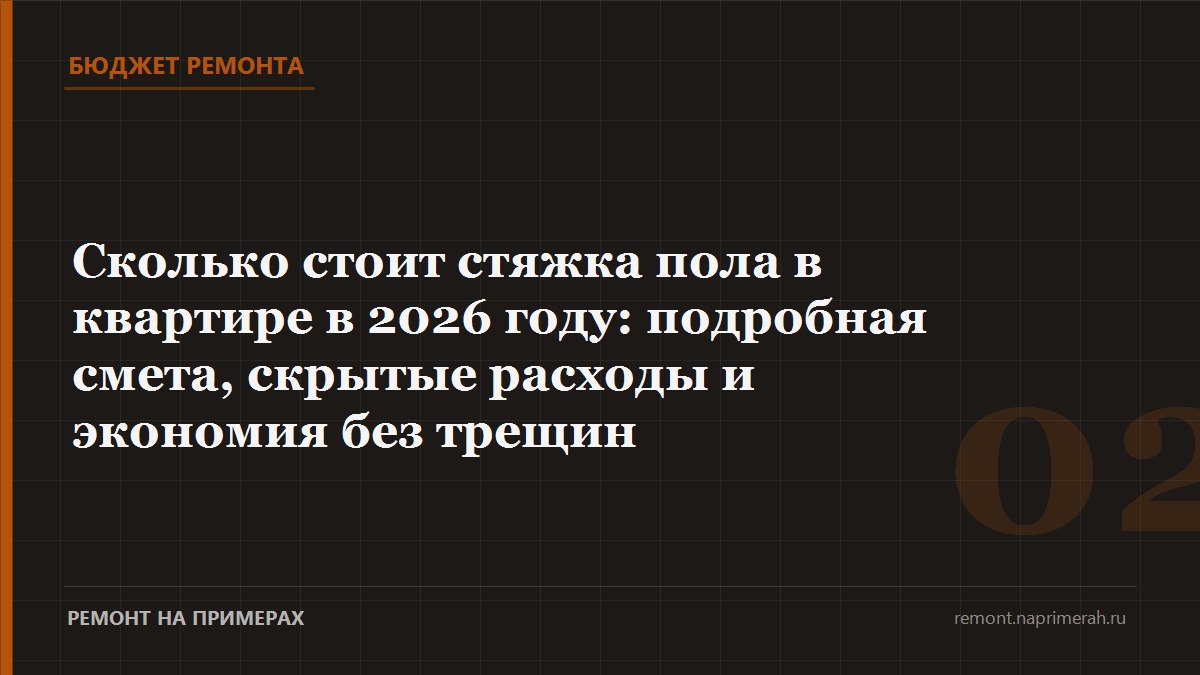 БЮДЖЕТ РЕМОНТА
Сколько стоит стяжка пола в
квартире в 2026 году: подробная
смета, скрытые расходы и
экономия без трещин
02
РЕМОНТ НА ПРИМЕРАХ
remont.naprimerah.ru